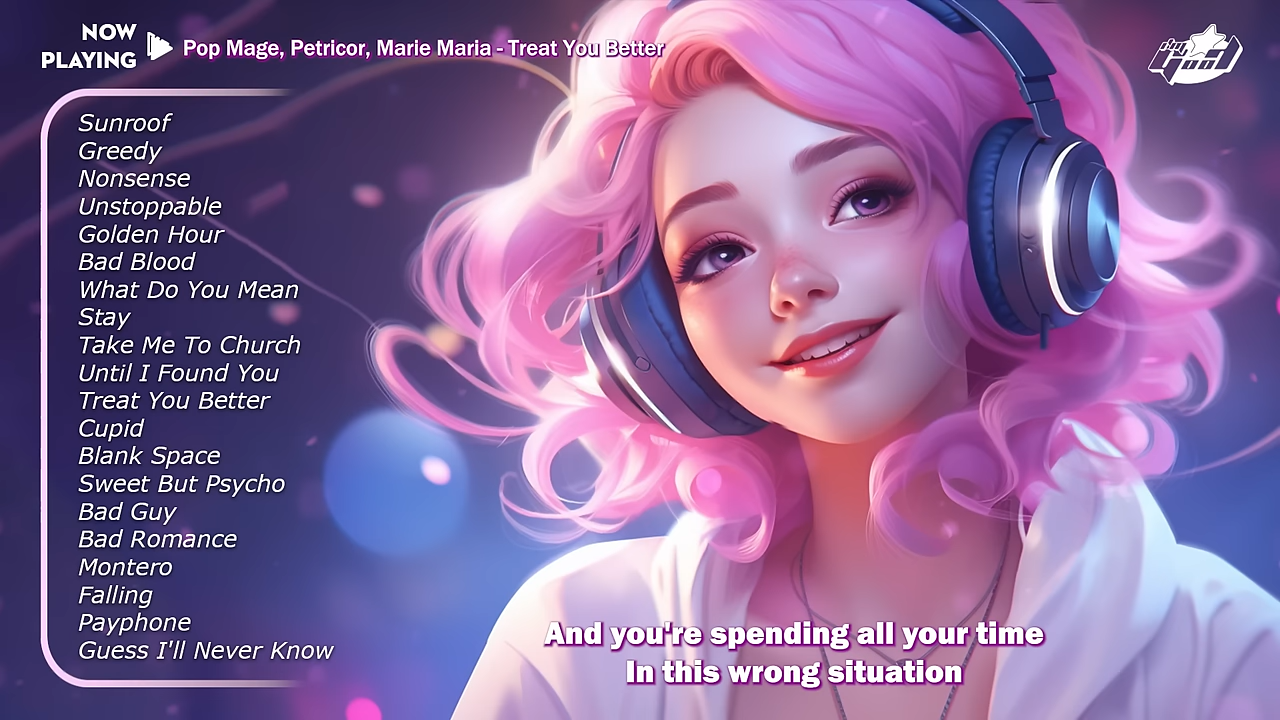 NOW
PLAYING
Pop Mage, Petricor, Marie Maria - Treat You Better
Sunroof
Greedy
Nonsense
Unstoppable
Golden Hour
Bad Blood
What Do You Mean
Stay
Take Me To Church
Until I Found You
Treat You Better
Cupid
Blank Space
Sweet But Psycho
Bad Guy
Bad Romance
Montero
Falling
Payphone
Guess I'll Never Know
And you're spending all your time
In this wrong situation